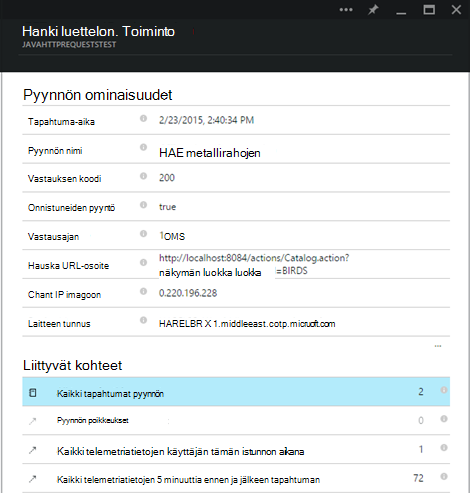 Hanki luettelon. Toiminto
JAVAHTTPREQUESTSTEST
Pyynnön ominaisuudet
Tapahtuma-aika 2/23/2015, 2:40:34 PM
Pyynnön nimi HAE metallirahojen
Vastauksen koodi 200
Onnistuneiden pyyntö true
Vastausajan 1OMS
Hauska URL-osoite http://localhost:8084/actions/Catalog.action?
näkymän luokka luokka =BIRDS
Chant IP imagoon 0.220.196.228
Laitteen tunnus HARELBR X 1.middleeast.cotp.microuft.com
...
Liittyvät kohteet
Kaikki tapahtumat pyynnön 2
Pyynnön poikkeukset 0
Kaikki telemetriatietojen käyttäjän tämän istunnon aikana 1
Kaikki telemetriatietojen 5 minuuttia ennen ja jälkeen tapahtuman 72